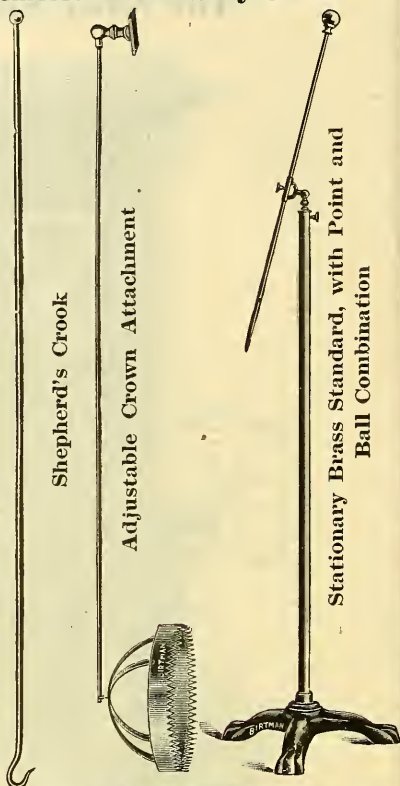 Shepherd's Crook
Adjustable Crown Attachment
BIRTMAN
Stationary Brass Standard, with Point and
Ball Combination
BIRTMAN